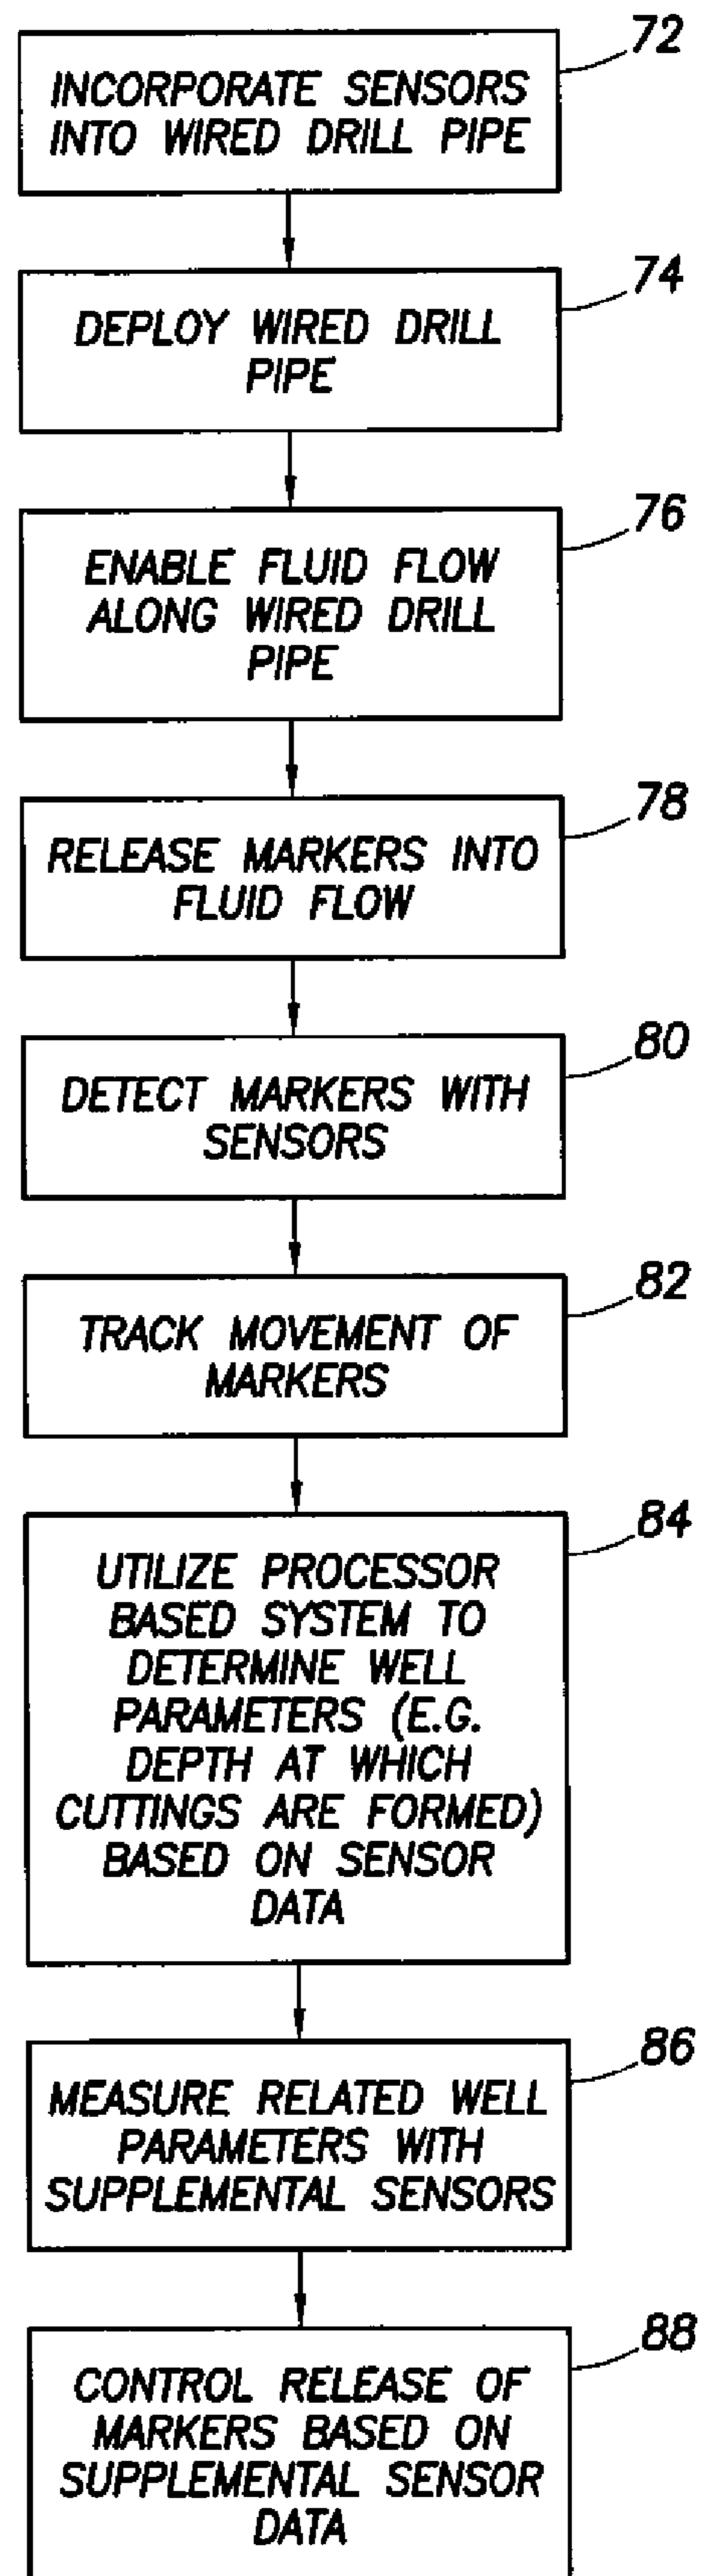 72
INCORPORATE SENSORS
INTO WIRED DRILL PIPE
74
DEPLOY WIRED DRILL
PIPE
76
ENABLE FLUID FLOW
ALONG WIRED DRILL
PIPE
78
RELEASE MARKERS INTO
FLUID FLOW
80
DETECT MARKERS WITH
SENSORS
82
TRACK MOVEMENT OF
MARKERS
84
UTILIZE PROCESSOR
BASED SYSTEM TO
DETERMINE WELL
PARAMETERS (E.G.
DEPTH AT WHICH
CUTTINGS ARE FORMED)
BASED ON SENSOR
DATA
86
MEASURE RELATED WELL
PARAMETERS WITH
SUPPLEMENTAL SENSORS
88
CONTROL RELEASE OF
MARKERS BASED ON
SUPPLEMENTAL SENSOR
DATA